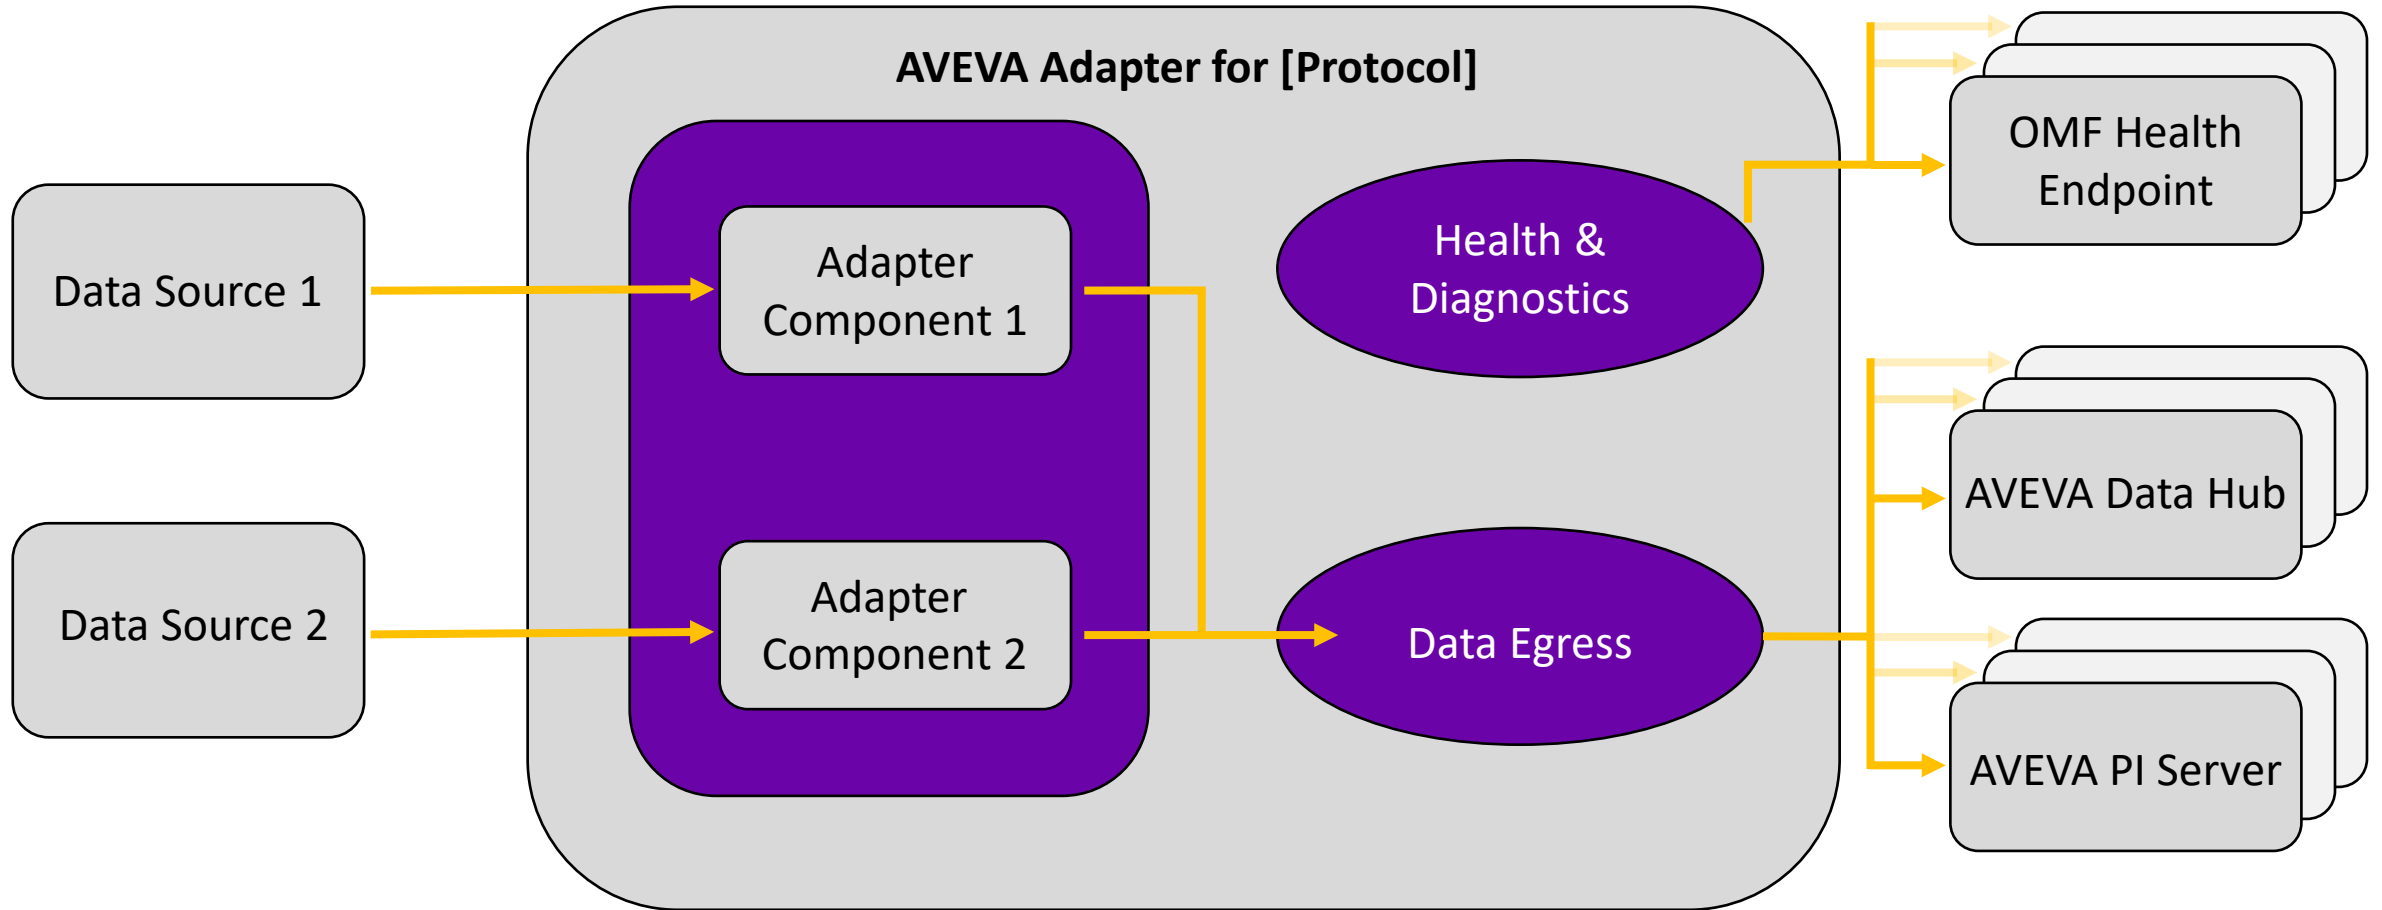 AVEVA Adapter for [Protocol]
Data Source 1
Data Source 2
Adapter
Component 1
Adapter
Component 2
Health &
Diagnostics
Data Egress
OMF Health
Endpoint
AVEVA Data Hub
AVEVA PI Server